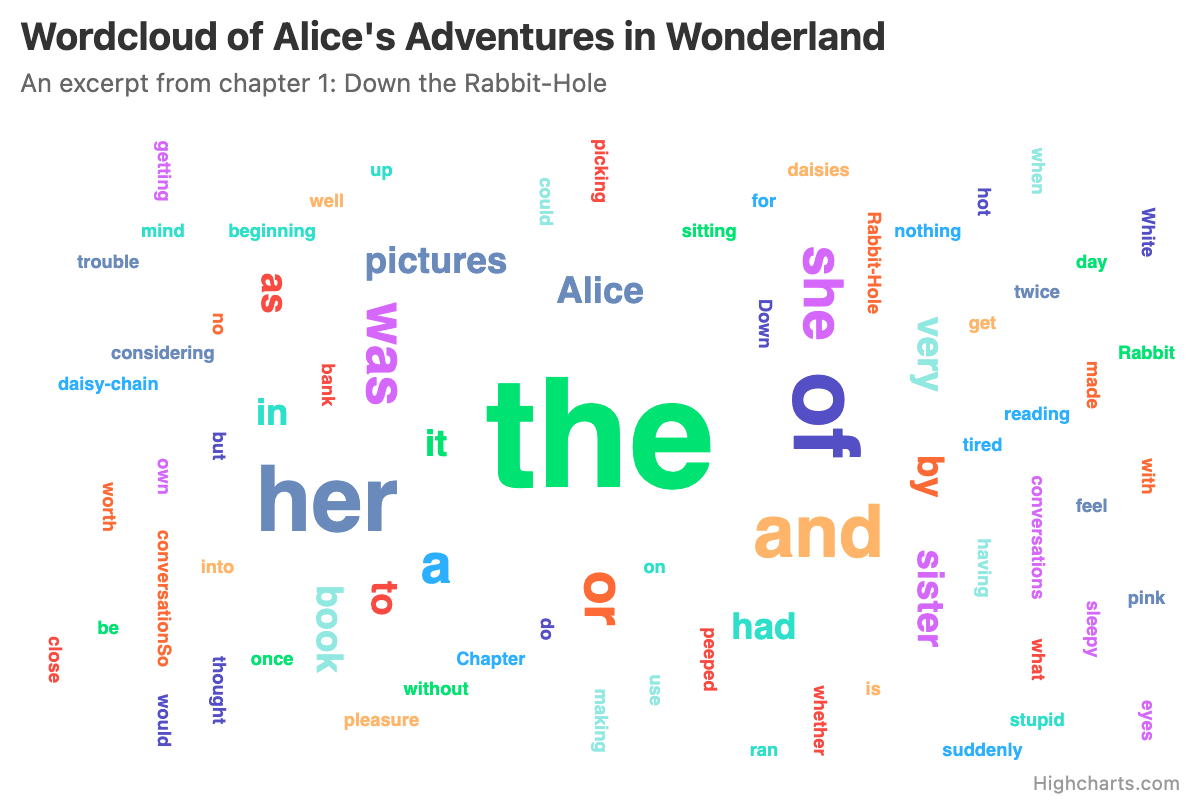 Wordcloud of Alice's Adventures in Wonderland
An excerpt from chapter 1: Down the Rabbit-Hole
getting
up
could
picking
daisies
when
well
for
hot
mind
beginning
sitting
Rabbit-Hole
nothing
White
trouble
pictures
she
day
as
Alice
twice
no
was
Down
very
get
considering
Rabbit
daisy-chain
bank
the
of
made
in
reading
but
it
tired
own
her
by
with
worth
and
conversations
feel
conversationSo
into
a
on
having
book
to
or
sister
pink
be
do
had
sleepy
close
once
Chapter
peeped
what
thought
without
use
is
would
pleasure
making
whether
stupid
eyes
ran
suddenly
Highcharts.com